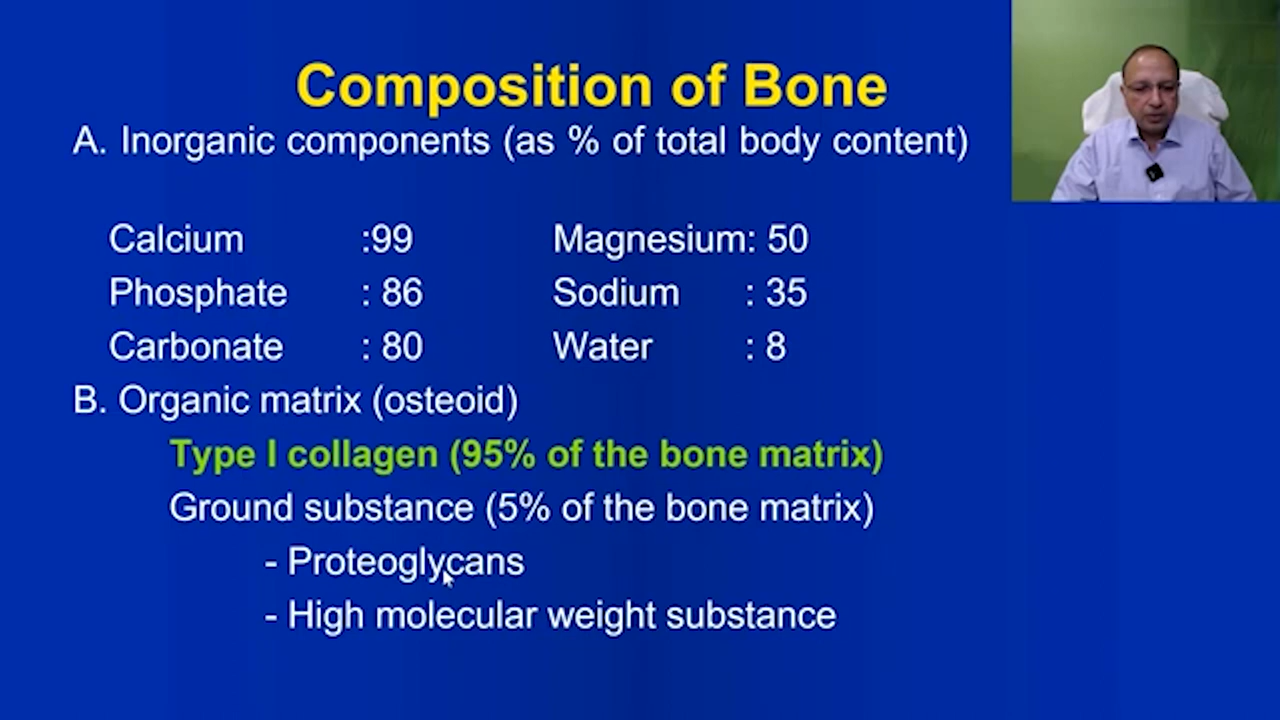 Composition of Bone
A. Inorganic components (as % of total body content)
Calcium :99 Magnesium: 50
Phosphate : 86 Sodium : 35
Carbonate : 80 Water : 8
B. Organic matrix (osteoid)
Type I collagen (95% of the bone matrix)
Ground substance (5% of the bone matrix)
- Proteoglycans
- High molecular weight substance